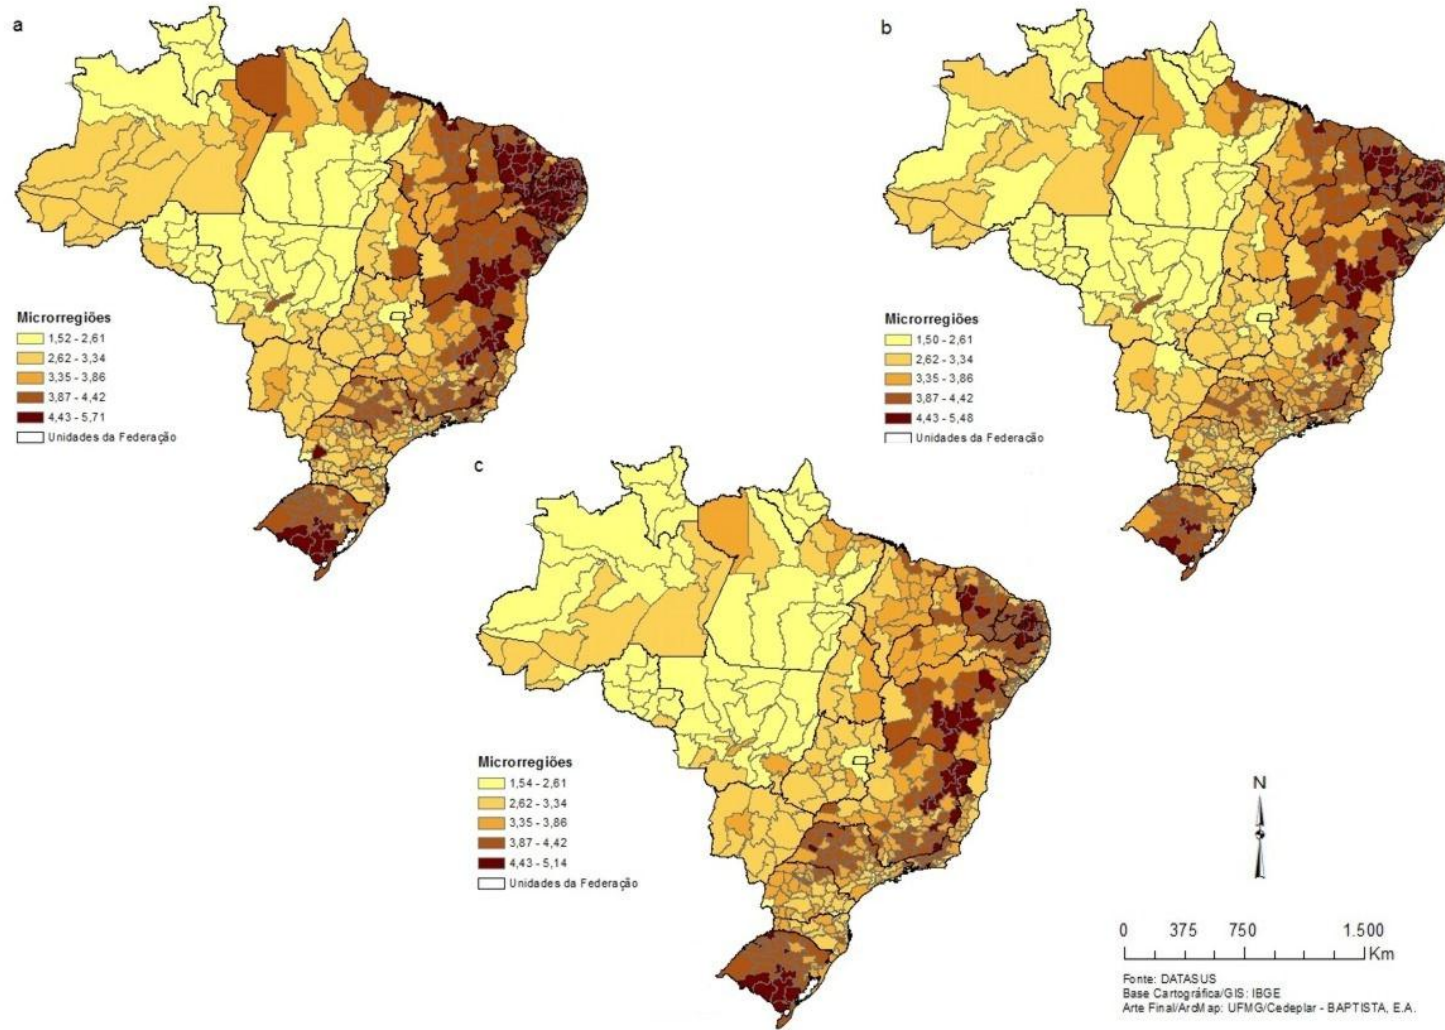 a
Microrregiões
1,52 - 2,61
2,62 - 3,34
3,35 - 3,86
3,87 - 4,42
4,43 - 5,71
Unidades da Federação
b
Microrregiões
1,50 - 2,61
2,62 - 3,34
3,35 - 3,86
3,87 - 4,42
4,43 - 5,48
Unidades da Federação
c
Microrregiões
1,54 - 2,61
2,62 - 3,34
3,35 - 3,86
3,87 - 4,42
4,43 - 5,14
Unidades da Federação
N
0 375 750 1.500
Km
Fonte: DATASUS
Base Cartográfica/GIS: IBGE
Arte Final/ArcMap: UFMG/Cedeplar - BAPTISTA, E.A.